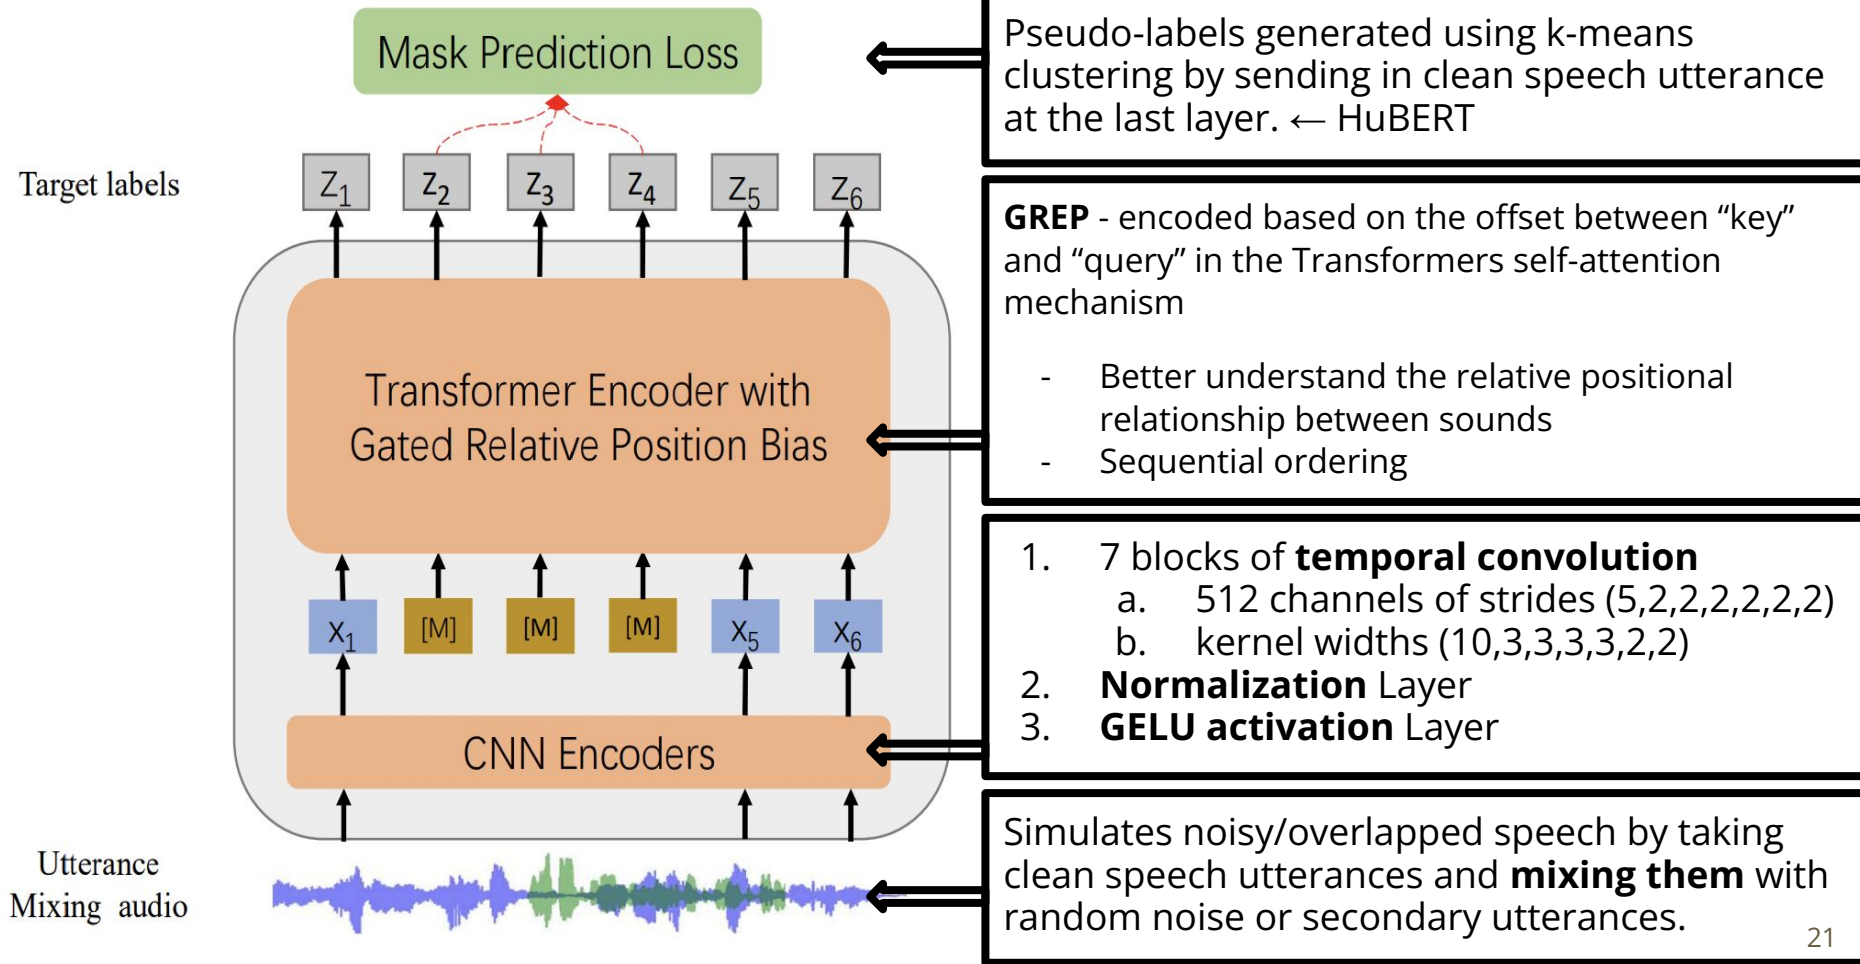 Mask Prediction Loss
Target labels
Z1 Z2 Z3 Z4 Z5 Z6
Transformer Encoder with
Gated Relative Position Bias
X1 [M] [M] [M] X5 X6
CNN Encoders
Utterance
Mixing audio
Pseudo-labels generated using k-means
clustering by sending in clean speech utterance
at the last layer. ← HuBERT
GREP - encoded based on the offset between “key”
and “query” in the Transformers self-attention
mechanism
- Better understand the relative positional
relationship between sounds
- Sequential ordering
1. 7 blocks of temporal convolution
a. 512 channels of strides (5,2,2,2,2,2,2)
b. kernel widths (10,3,3,3,3,2,2)
2. Normalization Layer
3. GELU activation Layer
Simulates noisy/overlapped speech by taking
clean speech utterances and mixing them with
random noise or secondary utterances.
21